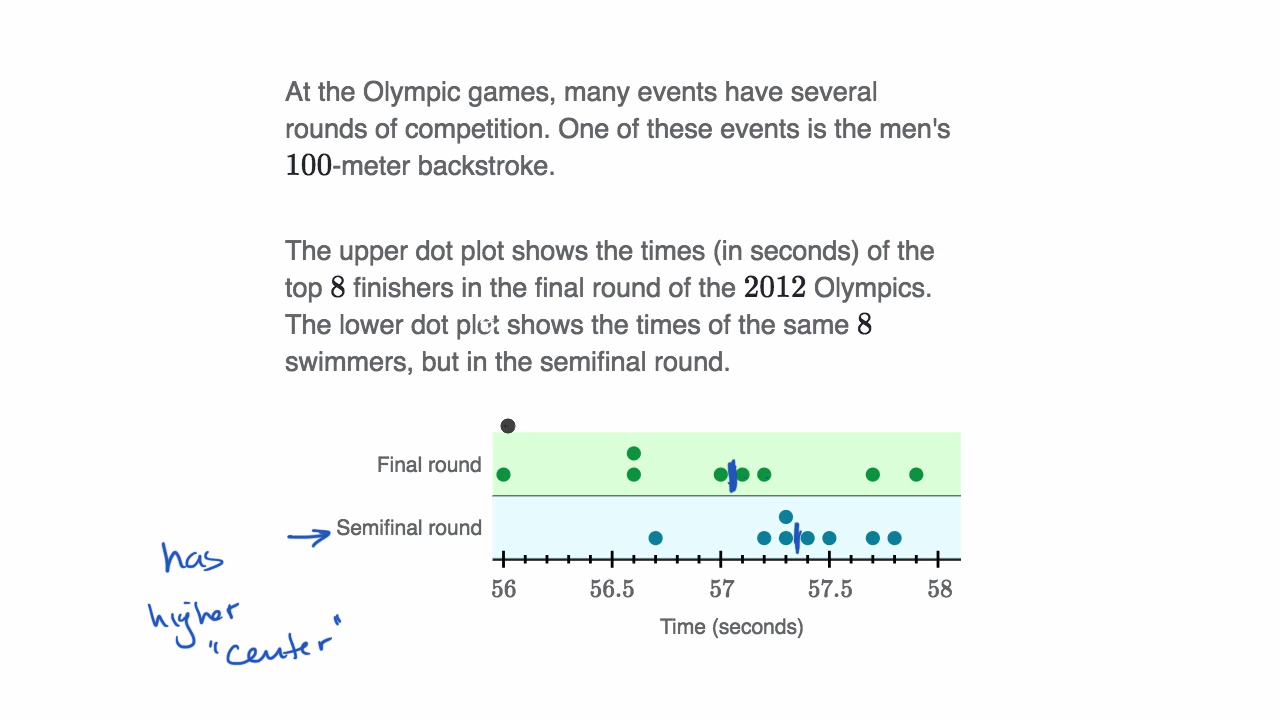 At the Olympic games, many events have several
rounds of competition. One of these events is the men's
100-meter backstroke.
The upper dot plot shows the times (in seconds) of the
top 8 finishers in the final round of the 2012 Olympics.
The lower dot plot shows the times of the same 8
swimmers, but in the semifinal round.
Final round
Semifinal round
has
higher
"center"
56 56.5 57 57.5 58
Time (seconds)